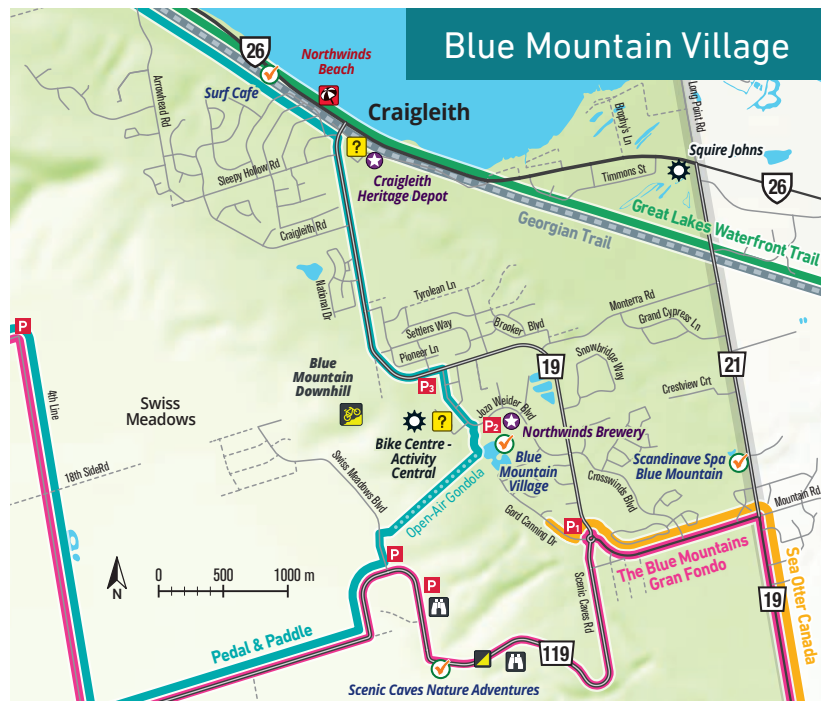 Blue Mountain Village
26
Northwinds
Beach
Surf Cafe
Arrowhead Rd
Craigleith
Long Point Rd
Brophy's Ln
Squire Johns
?
Craigleith
Heritage Depot
Sleepy Hollow Rd
Timmons St
26
Great Lakes Waterfront Trail
Georgian Trail
Craigleith Rd
National Dr
Tyrolean Ln
Monterra Rd
Grand Cypress Ln
Settlers Way
Brooker Blvd
Pioneer Ln
P
4th Line
Snowbridge Way
19
21
Blue
Mountain
Downhill
P3
Crestview Crt
Swiss
Meadows
Jozo Weider Blvd
P2
Northwinds Brewery
?
Bike Centre -
Activity
Central
Blue
Mountain
Village
Scandinave Spa
Blue Mountain
18th SideRd
Swiss Meadows Blvd
Open-Air Gondola
Crosswinds Blvd
Mountain Rd
Gord Canning Dr
P1
The Blue Mountains
Gran Fondo
Sea Otter Canada
19
N
0 500 1000 m
P
P
Scenic Caves Rd
Pedal & Paddle
119
Scenic Caves Nature Adventures